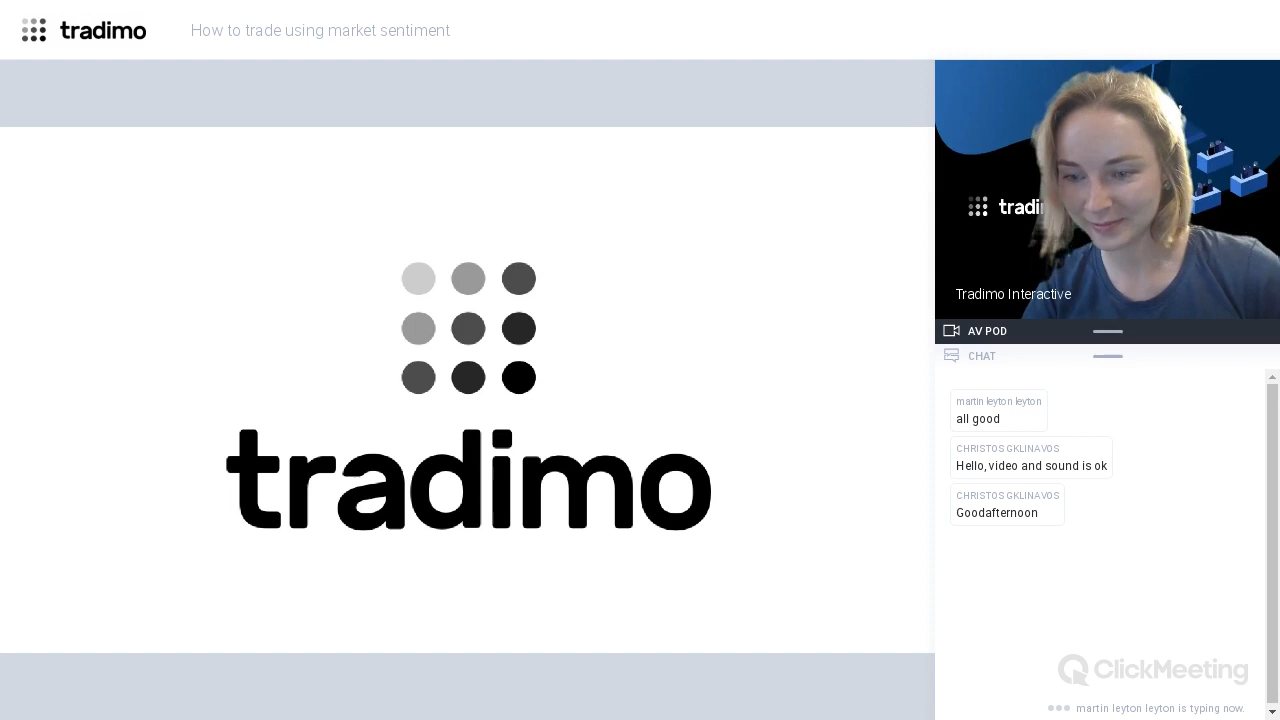 tradimo
How to trade using market sentiment
tradimo
tradi
Tradimo Interactive
AV POD
CHAT
martin leyton leyton
all good
CHRISTOS GKLINAVOS
Hello, video and sound is ok
CHRISTOS GKLINAVOS
Goodafternoon
ClickMeeting
martin leyton leyton is typing now.